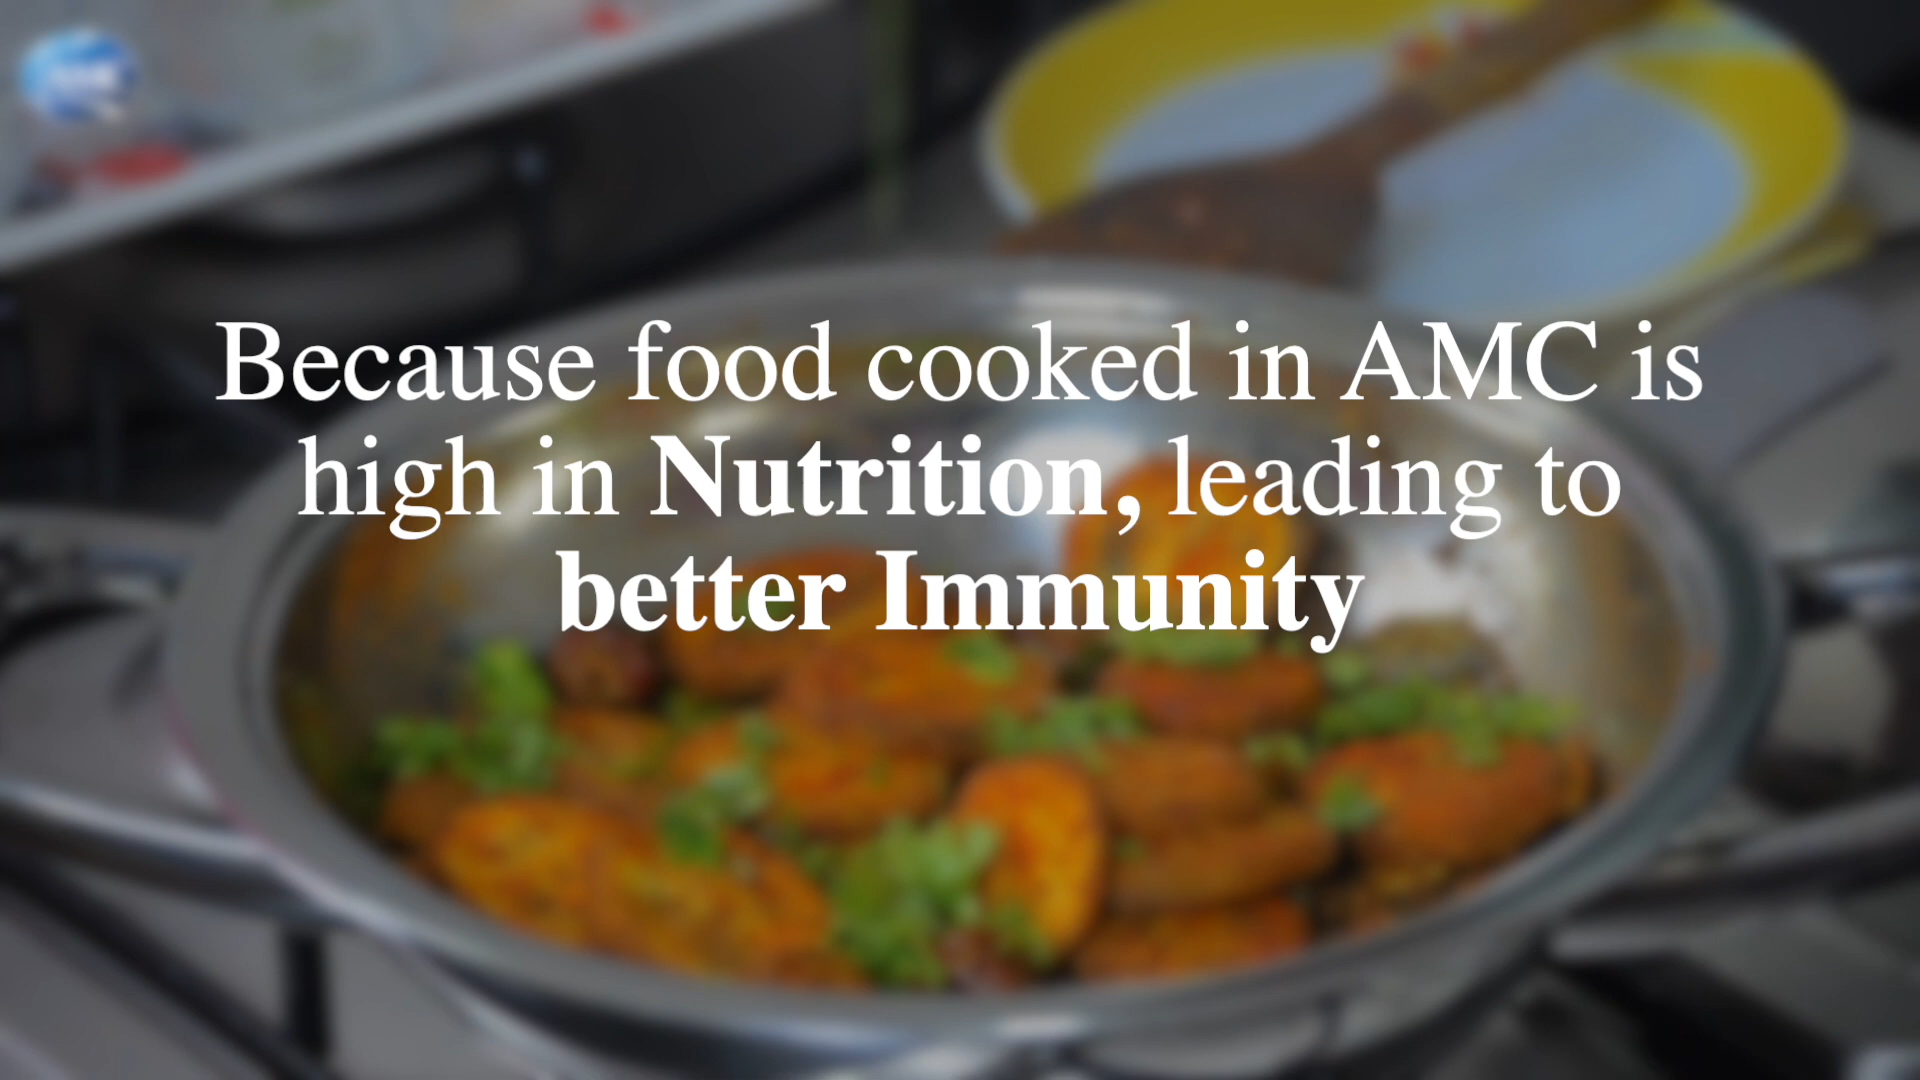 Because food cooked in AMC is
high in Nutrition, leading to
better Immunity